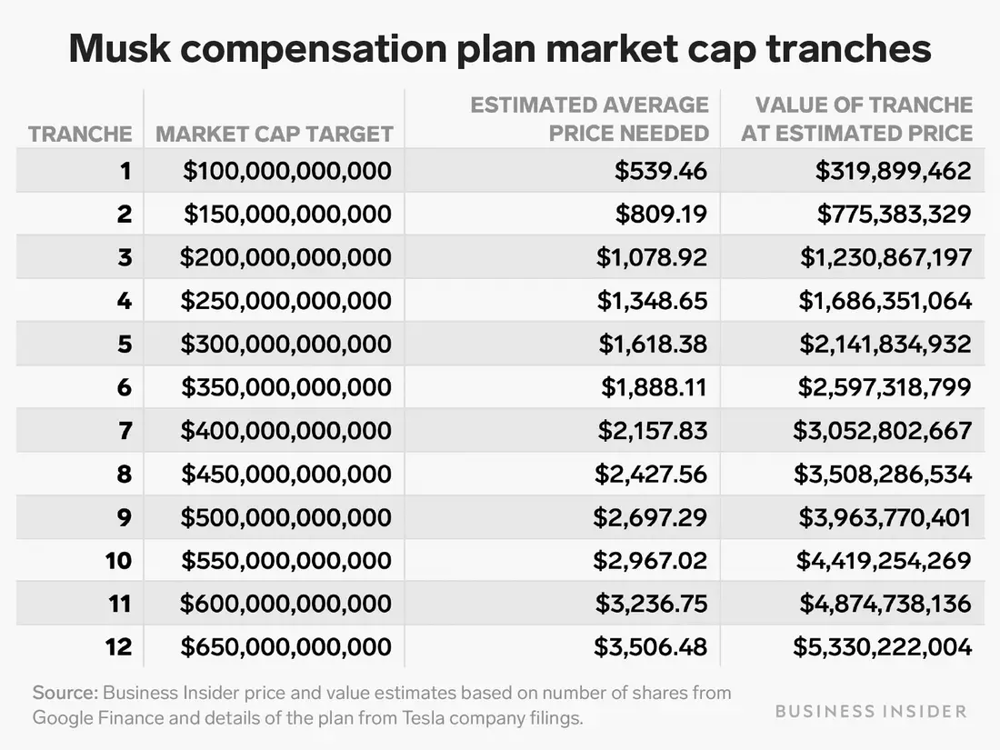 Musk compensation plan market cap tranches
TRANCHE MARKET CAP TARGET ESTIMATED AVERAGE PRICE NEEDED VALUE OF TRANCHE AT ESTIMATED PRICE
1 $100,000,000,000 $539.46 $319,899,462
2 $150,000,000,000 $809.19 $775,383,329
3 $200,000,000,000 $1,078.92 $1,230,867,197
4 $250,000,000,000 $1,348.65 $1,686,351,064
5 $300,000,000,000 $1,618.38 $2,141,834,932
6 $350,000,000,000 $1,888.11 $2,597,318,799
7 $400,000,000,000 $2,157.83 $3,052,802,667
8 $450,000,000,000 $2,427.56 $3,508,286,534
9 $500,000,000,000 $2,697.29 $3,963,770,401
10 $550,000,000,000 $2,967.02 $4,419,254,269
11 $600,000,000,000 $3,236.75 $4,874,738,136
12 $650,000,000,000 $3,506.48 $5,330,222,004
Source: Business Insider price and value estimates based on number of shares from
Google Finance and details of the plan from Tesla company filings.
BUSINESS INSIDER